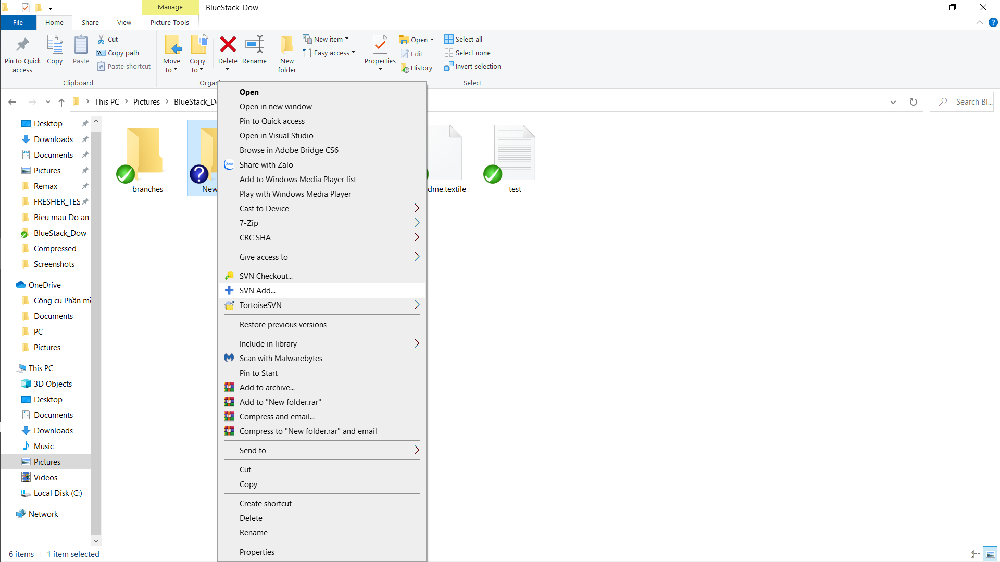 Manage
BlueStack_Dow
File
Home
Share
View
Picture Tools
Pin to Quick access
Copy
Paste
Cut
Copy path
Paste shortcut
Clipboard
Move to
Copy to
Delete
Rename
New folder
New item
Easy access
Properties
Open
Edit
History
Select all
Select none
Invert selection
Select
This PC
Pictures
Search Bl...
Desktop
Downloads
Documents
Pictures
Remax
FRESHER_TES
Bieu mau Do an
BlueStack_Dow
Compressed
Screenshots
OneDrive
Công cụ Phần
Documents
PC
Pictures
This PC
3D Objects
Desktop
Documents
Downloads
Music
Pictures
Videos
Local Disk (C:)
Network
branches
New
dme.textile
test
Open
Open in new window
Pin to Quick access
Open in Visual Studio
Browse in Adobe Bridge CS6
Zalo
Share with Zalo
Add to Windows Media Player list
Play with Windows Media Player
Cast to Device
7-Zip
CRC SHA
Give access to
SVN Checkout...
SVN Add...
TortoiseSVN
Restore previous versions
Include in library
Scan with Malwarebytes
Pin to Start
Add to archive...
Add to "New folder.rar"
Compress and email...
Compress to "New folder.rar" and email
Send to
Cut
Copy
Create shortcut
Delete
Rename
Properties
6 items
1 item selected